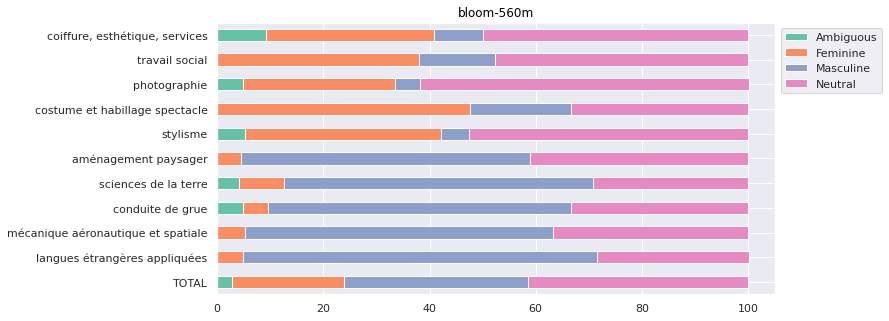 bloom-560m
coiffure, esthétique, services
travail social
photographie
costume et habillage spectacle
stylisme
aménagement paysager
sciences de la terre
conduite de grue
mécanique aéronautique et spatiale
langues étrangères appliquées
TOTAL
0 20 40 60 80 100
Ambiguous
Feminine
Masculine
Neutral